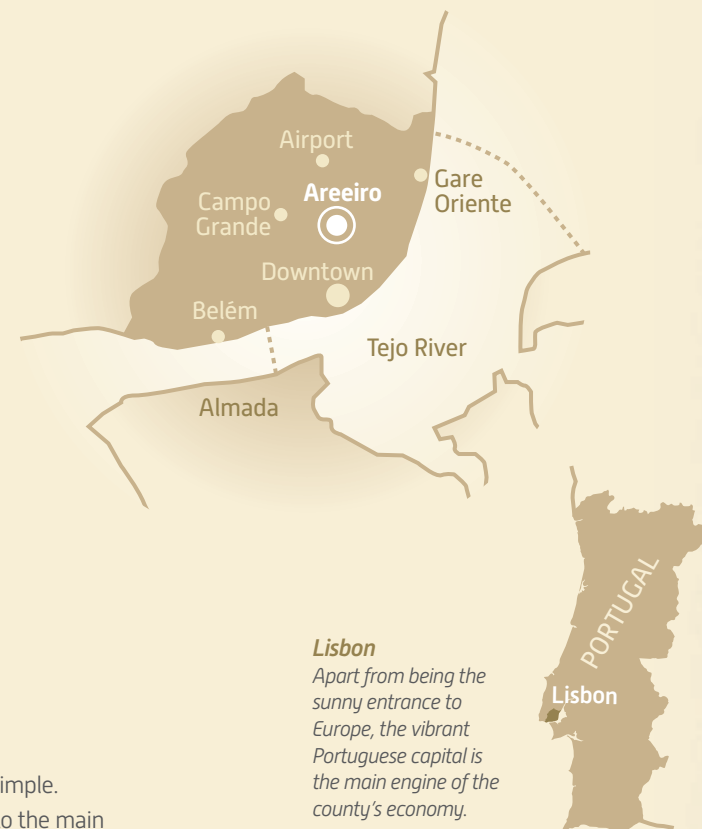 Airport
Areeiro
Gare
Oriente
Campo
Grande
Downtown
Belém
Tejo River
Almada
PORTUGAL
Lisbon
Lisbon
Apart from being the
sunny entrance to
Europe, the vibrant
Portuguese capital is
the main engine of the
county's economy.
to the main